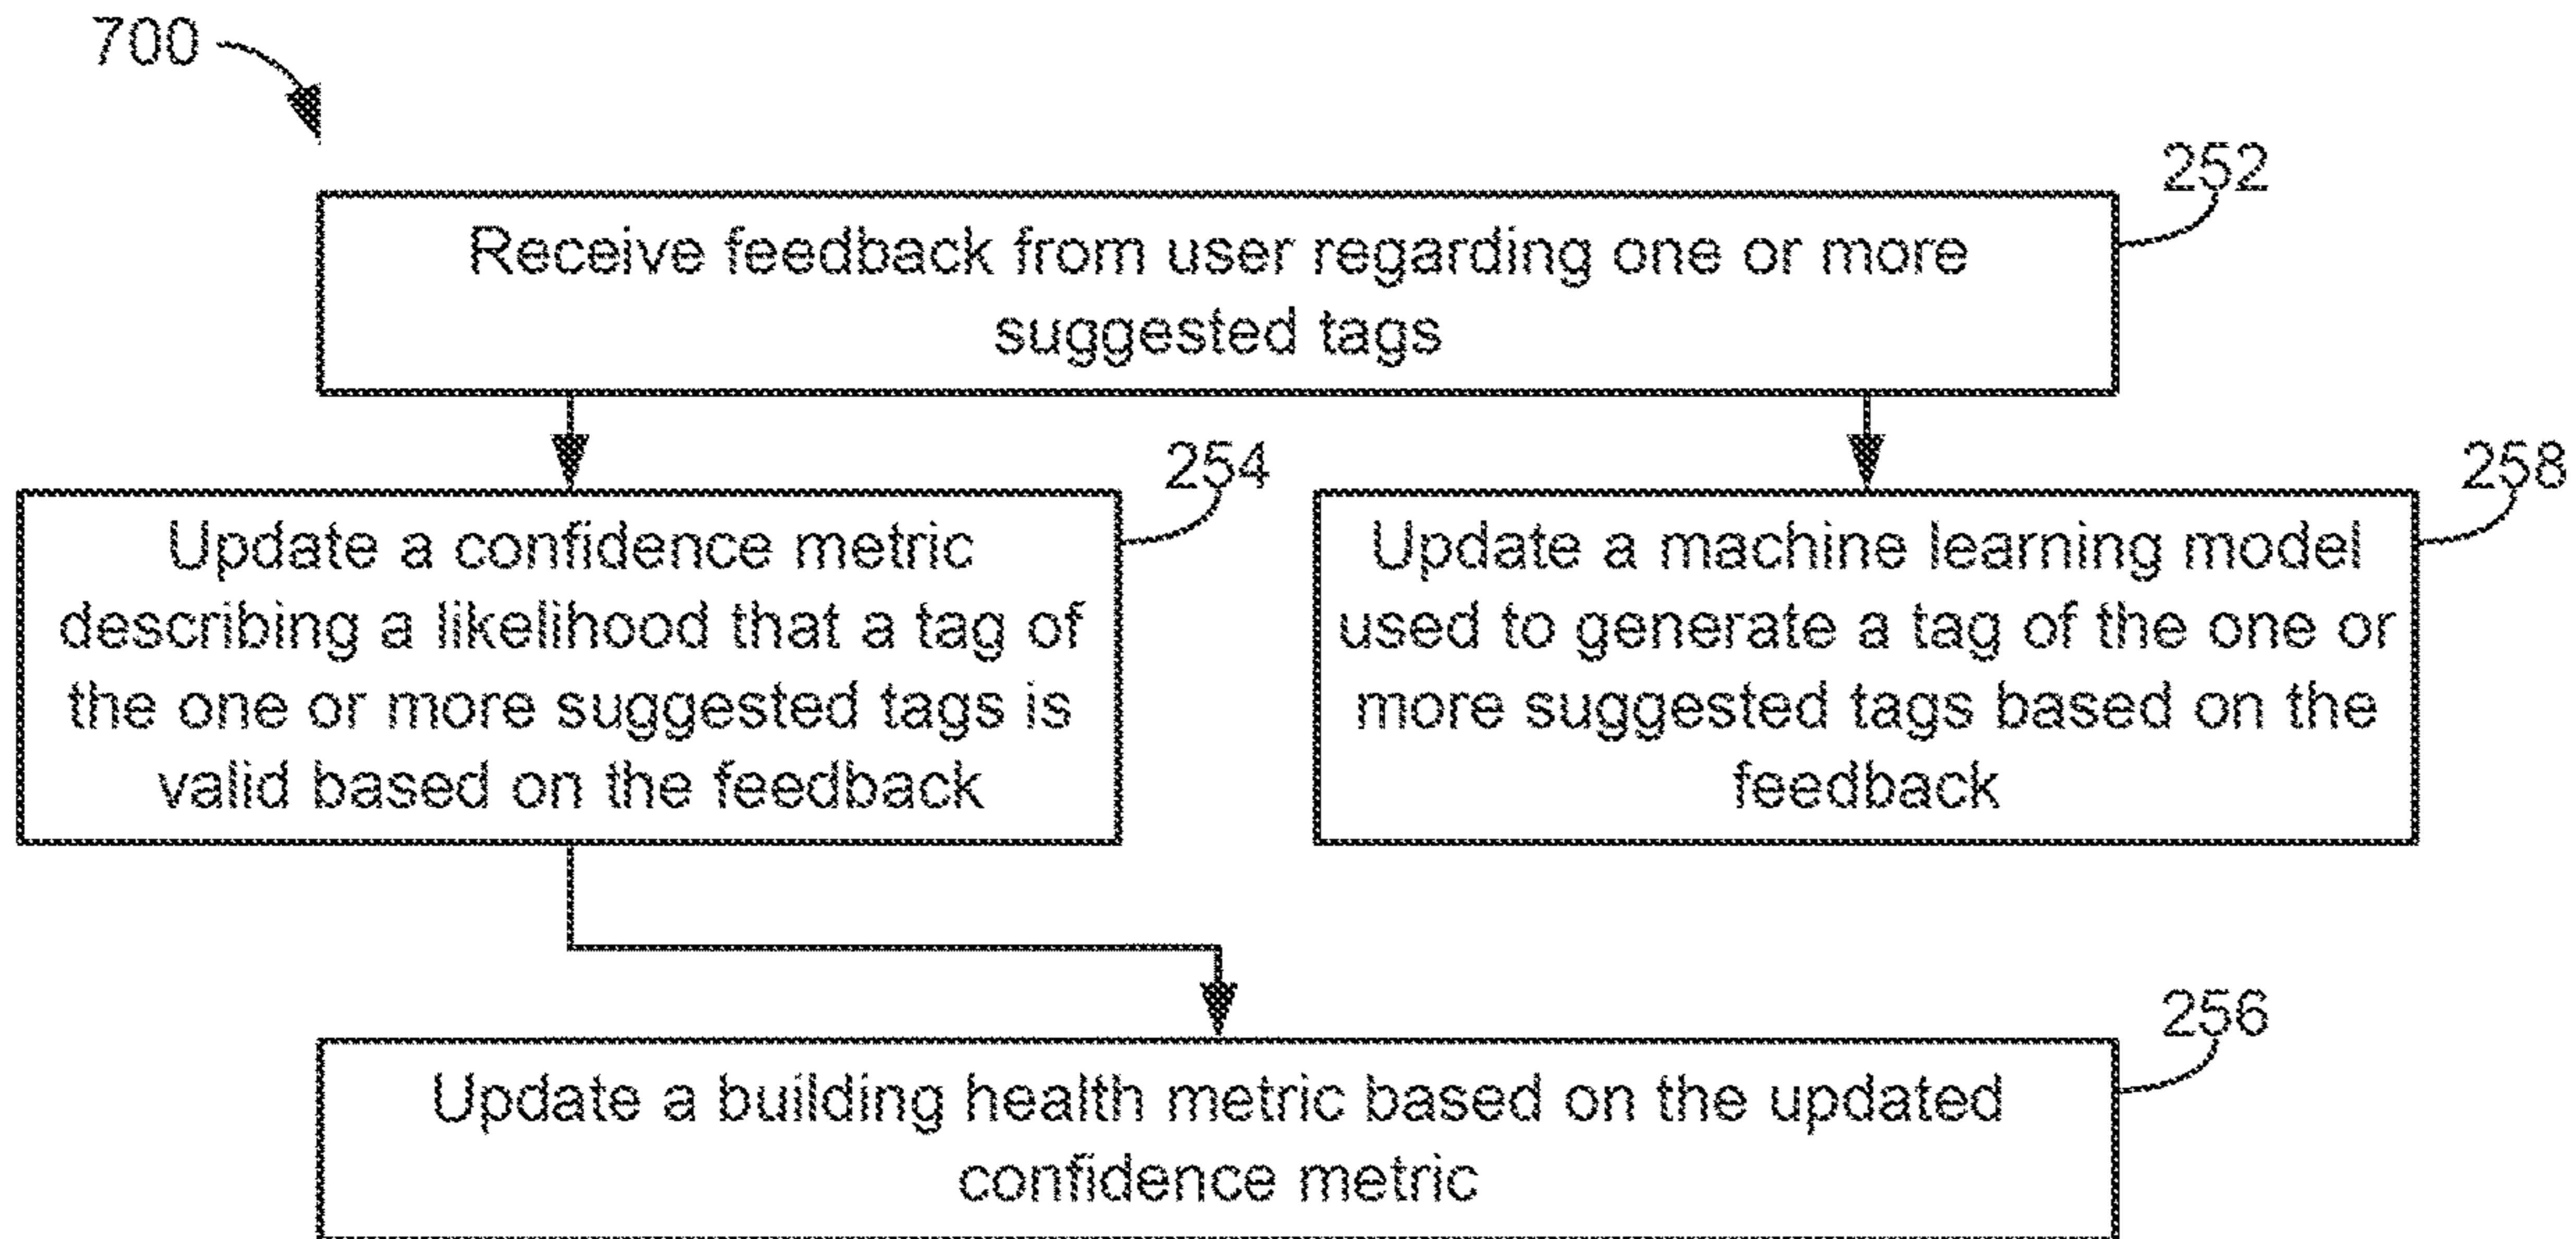 700
252
Receive feedback from user regarding one or more
suggested tags
254
Update a confidence metric
describing a likelihood that a tag of
the one or more suggested tags is
valid based on the feedback
258
Update a machine learning model
used to generate a tag of the one or
more suggested tags based on the
feedback
256
Update a building health metric based on the updated
confidence metric